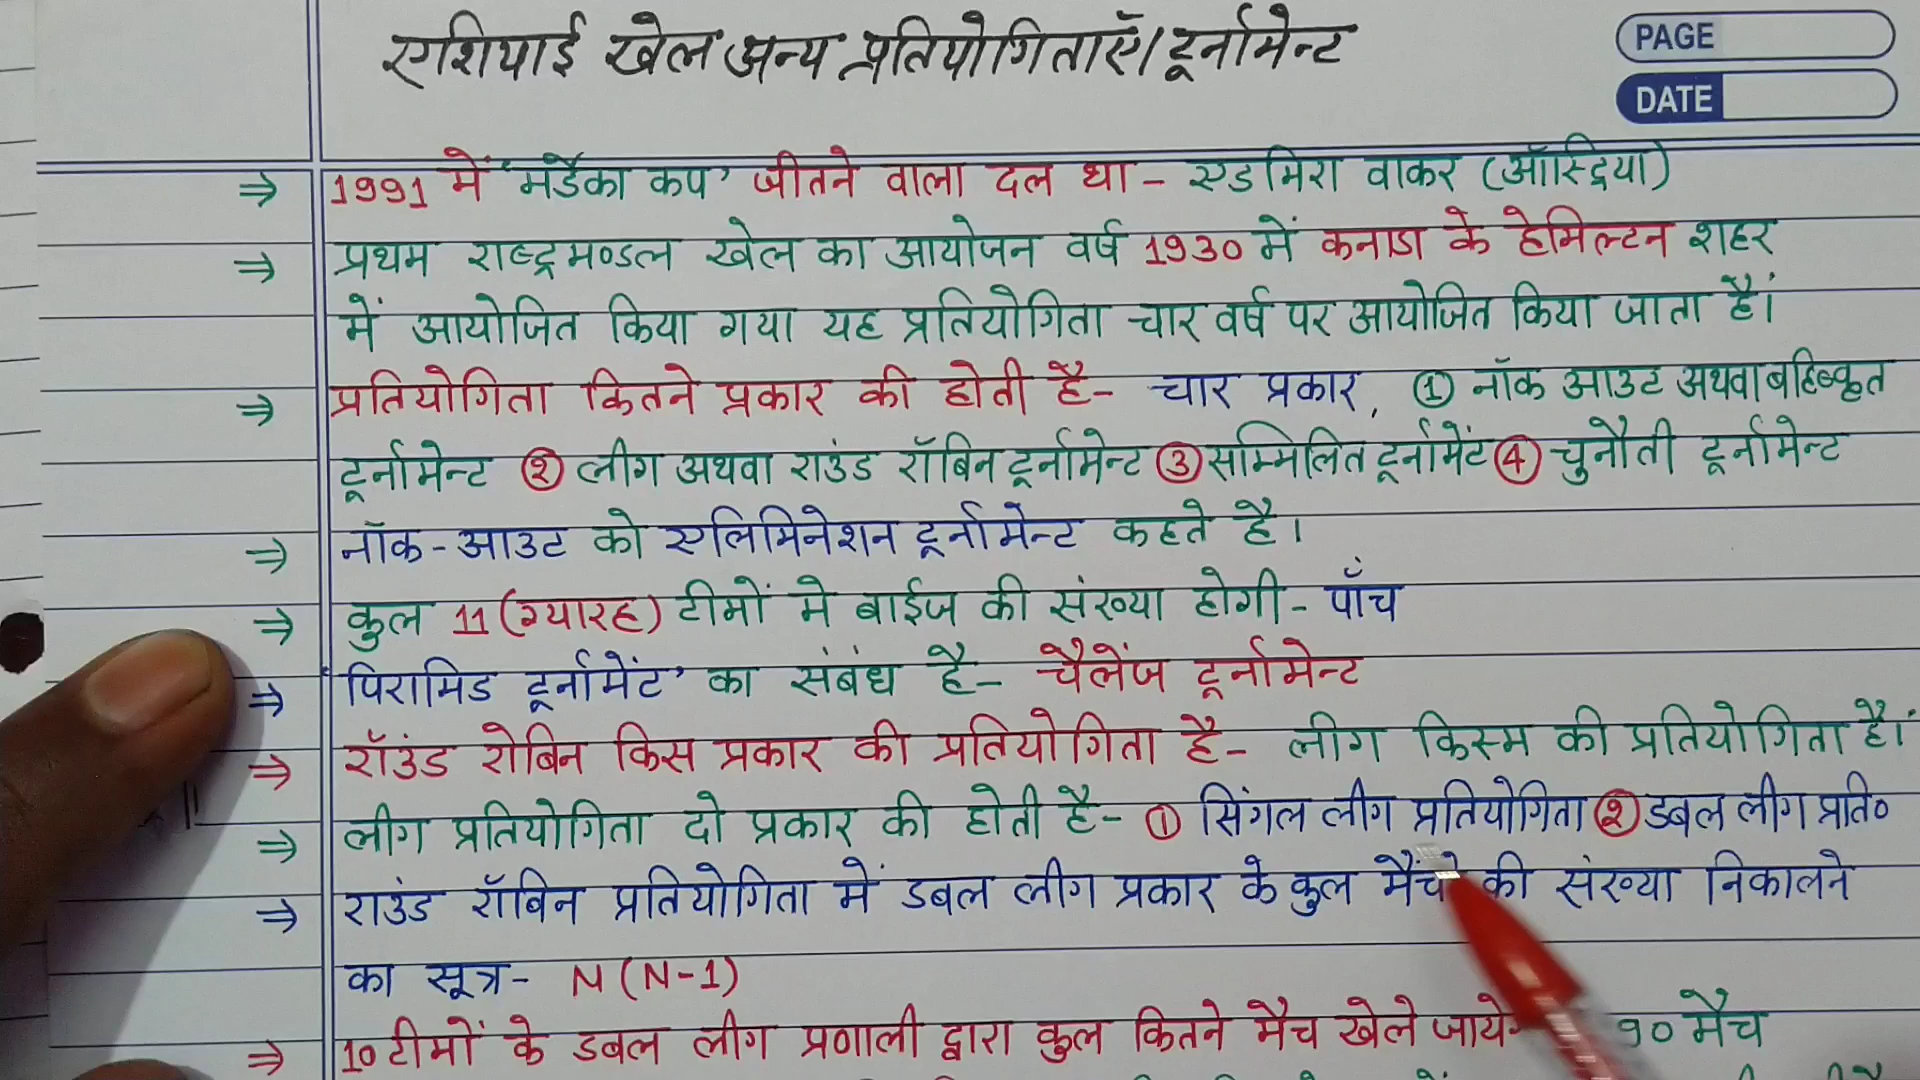 एशियाई खेल अन्य प्रतियोगिताएँ/टूर्नामेन्ट
PAGE
DATE
⇒ 1991 में 'मर्डेका कप' जीतने वाला दल था - एडमिरा वाकर (ऑस्ट्रिया)
⇒ प्रथम राष्ट्रमण्डल खेल का आयोजन वर्ष 1930 में कनाडा के हेमिल्टन शहर
में आयोजित किया गया यह प्रतियोगिता चार वर्ष पर आयोजित किया जाता है।
⇒ प्रतियोगिता कितने प्रकार की होती है- चार प्रकार, ① नॉक आउट अथवा बहिष्कृत
टूर्नामेन्ट ② लीग अथवा राउंड रॉबिन टूर्नामेन्ट ③ सम्मिलित टूर्नामेंट ④ चुनौती टूर्नामेन्ट
⇒ नॉक-आउट को एलिमिनेशन टूर्नामेन्ट कहते है।
⇒ कुल 11 (ग्यारह) टीमों मे बाईज की संख्या होगी- पाँच
⇒ 'पिरामिड टूर्नामेंट' का संबंध है- चैलेंज टूर्नामेन्ट
⇒ रॉउंड रोबिन किस प्रकार की प्रतियोगिता है- लीग किस्म की प्रतियोगिता है।
⇒ लीग प्रतियोगिता दो प्रकार की होती है- ① सिंगल लीग प्रतियोगिता ② डबल लीग प्रति०
⇒ राउंड रॉबिन प्रतियोगिता में डबल लीग प्रकार के कुल मैचों की संख्या निकालने
का सूत्र- N(N-1)
⇒ 10 टीमों के डबल लीग प्रणाली द्वारा कुल कितने मैच खेले 90 मैच